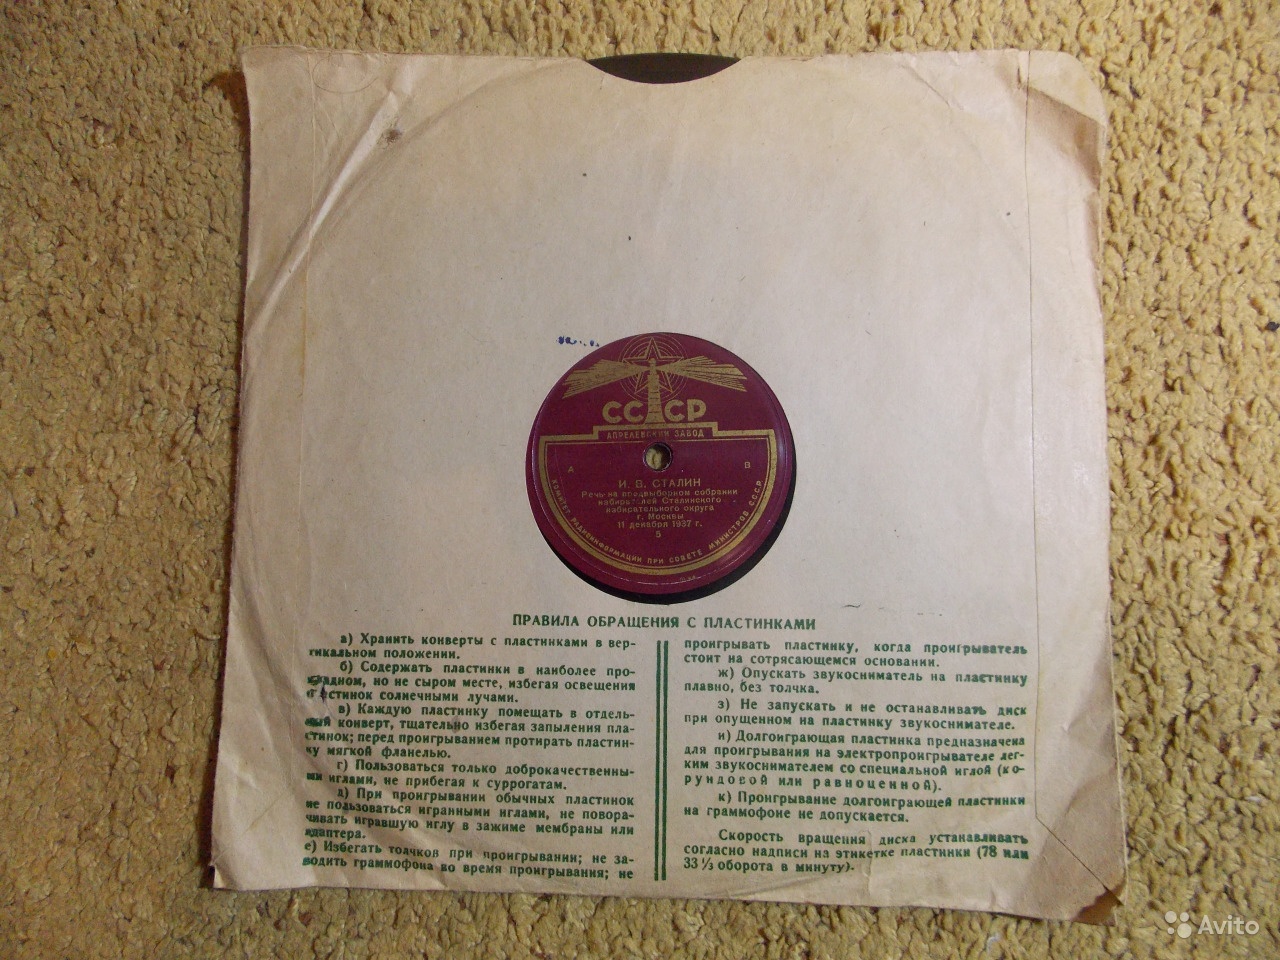 СССР
АПРЕЛЕВСКИЙ ЗАВОД
А В
И. В. СТАЛИН
Речь на предвыборном собрании
избирателей Сталинского
избирательного округа
г. Москвы
11 декабря 1937 г.
5
КОМИТЕТ РАДИОИНФОРМАЦИИ ПРИ СОВЕТЕ МИНИСТРОВ СССР
ПРАВИЛА ОБРАЩЕНИЯ С ПЛАСТИНКАМИ
а) Хранить конверты с пластинками в вер-
тикальном положении.
б) Содержать пластинки в наиболее про-
хладном, но не сыром месте, избегая освещения
пластинок солнечными лучами.
в) Каждую пластинку помещать в отдель-
ный конверт, тщательно избегая запыления пла-
стинок; перед проигрыванием протирать пластин-
ку мягкой фланелью.
г) Пользоваться только доброкачественны-
ми иглами, не прибегая к суррогатам.
д) При проигрывании обычных пластинок
не пользоваться игранными иглами, не повора-
чивать игравшую иглу в зажиме мембраны или
адаптера.
е) Избегать толчков при проигрывании; не за-
водить граммофона во время проигрывания; не
проигрывать пластинку, когда проигрыватель
стоит на сотрясающемся основании.
ж) Опускать звукосниматель на пластинку
плавно, без толчка.
з) Не запускать и не останавливать диск
при опущенном на пластинку звукоснимателе.
и) Долгоиграющая пластинка предназначена
для проигрывания на электропроигрывателе лег-
ким звукоснимателем со специальной иглой (ко-
рундовой или равноценной).
к) Проигрывание долгоиграющей пластинки
на граммофоне не допускается.
Скорость вращения диска устанавливать
согласно надписи на этикетке пластинки (78 или
33 1/3 оборота в минуту).
Avito